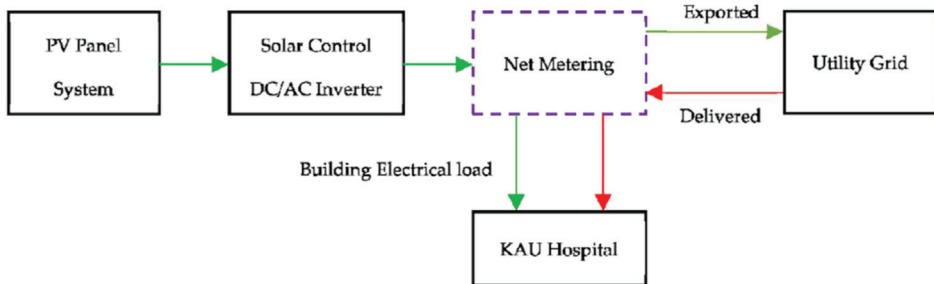 PV Panel
System
Solar Control
DC/AC Inverter
Net Metering
Exported
Delivered
Utility Grid
Building Electrical load
KAU Hospital